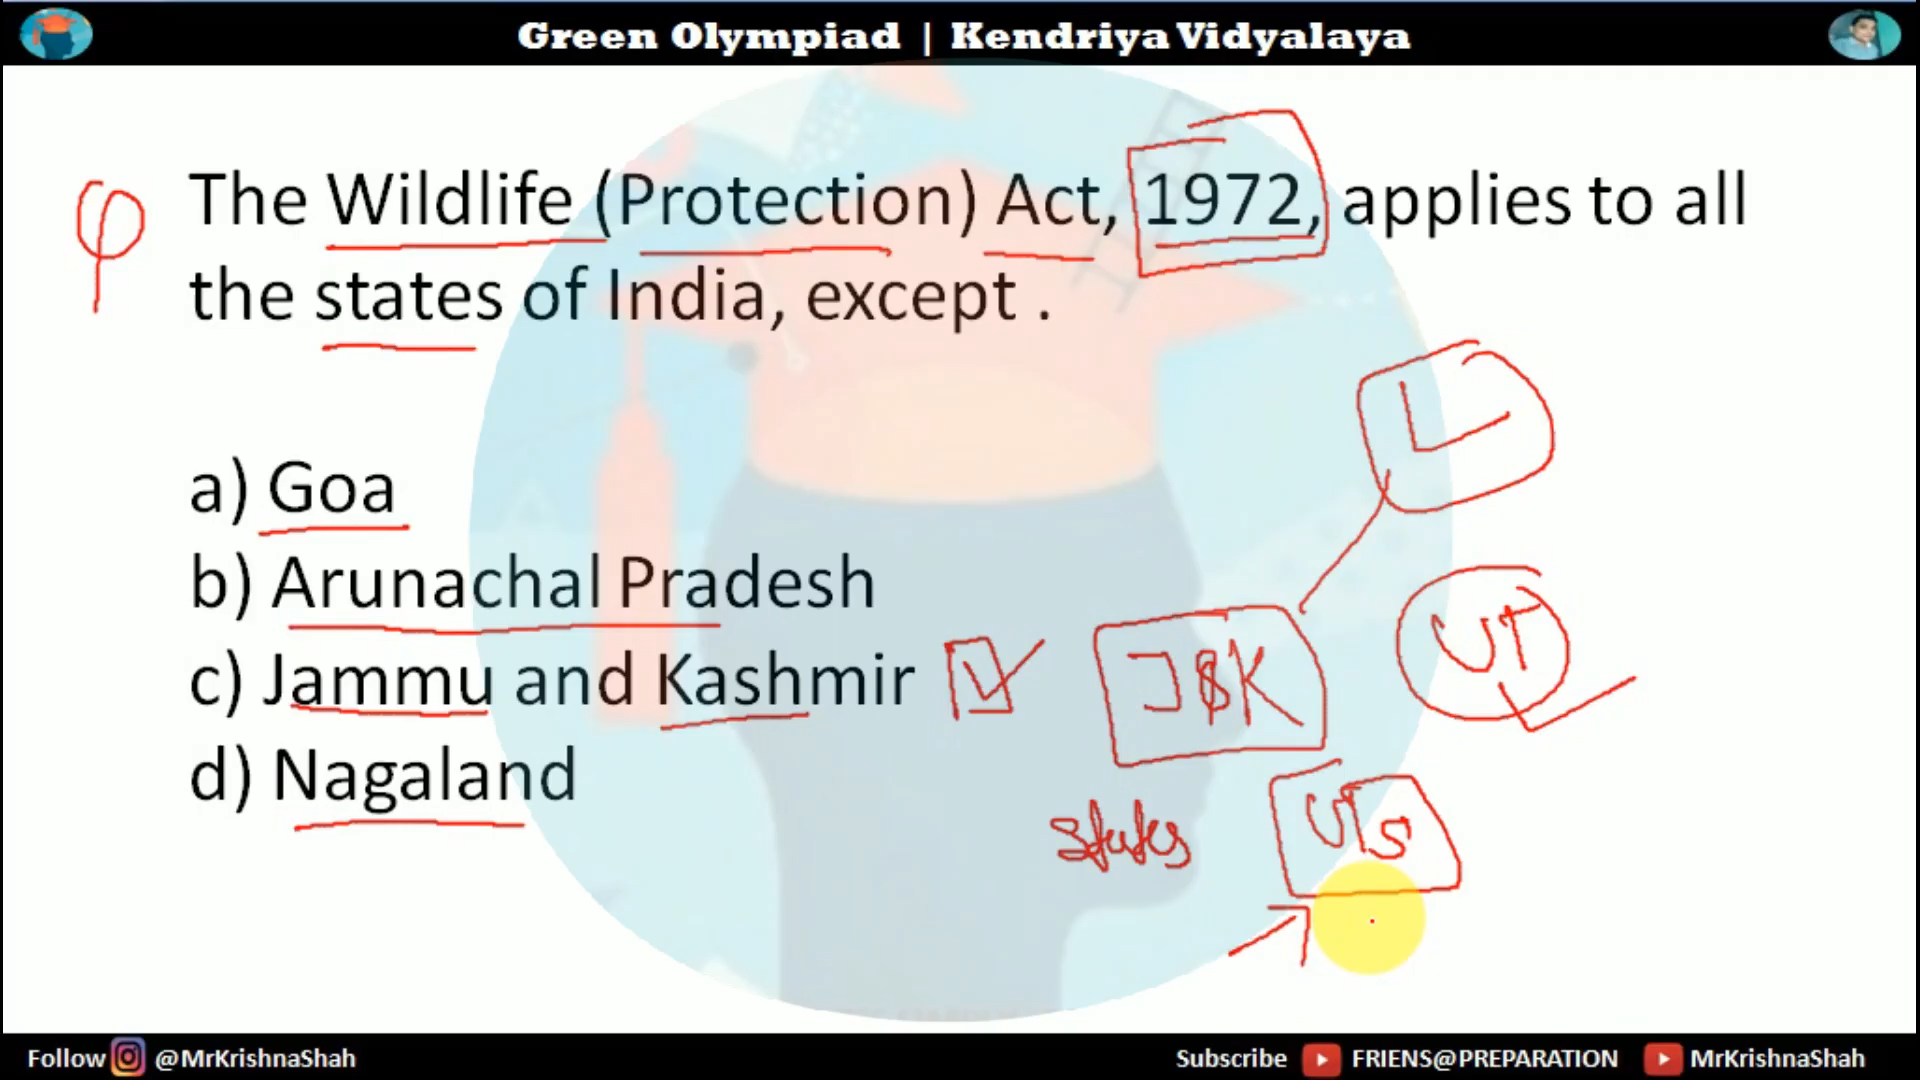 Green Olympiad | Kendriya Vidyalaya
φ
The Wildlife (Protection) Act, 1972, applies to all
the states of India, except .
L
a) Goa
b) Arunachal Pradesh
UT
c) Jammu and Kashmir
J&K
d) Nagaland
States
UTs
Follow @MrKrishnaShah
Subscribe FRIENS@PREPARATION MrKrishnaShah